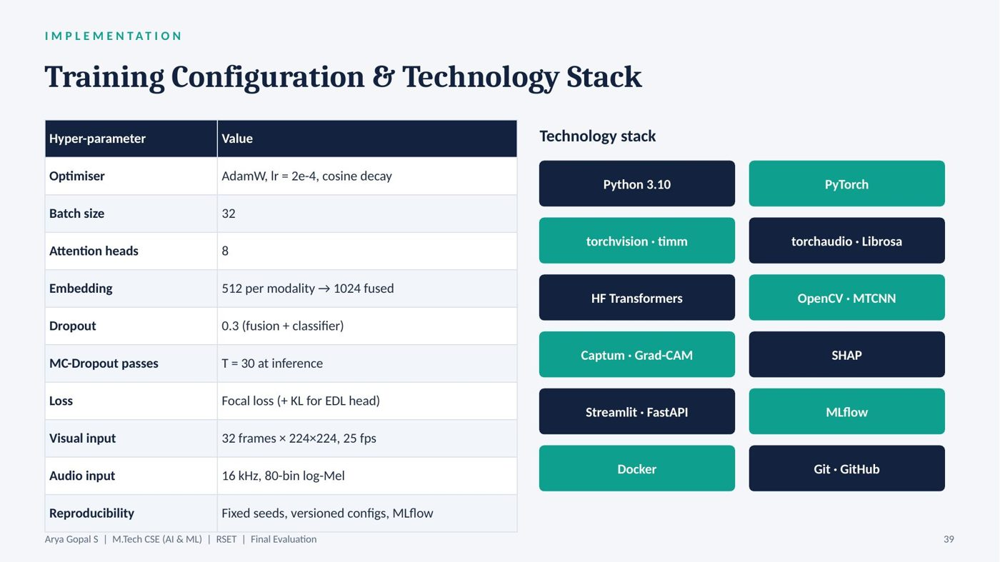 IMPLEMENTATION
Training Configuration & Technology Stack
Hyper-parameter Value
Optimiser AdamW, lr = 2e-4, cosine decay
Batch size 32
Attention heads 8
Embedding 512 per modality → 1024 fused
Dropout 0.3 (fusion + classifier)
MC-Dropout passes T = 30 at inference
Loss Focal loss (+ KL for EDL head)
Visual input 32 frames × 224×224, 25 fps
Audio input 16 kHz, 80-bin log-Mel
Reproducibility Fixed seeds, versioned configs, MLflow
Technology stack
Python 3.10 PyTorch
torchvision · timm torchaudio · Librosa
HF Transformers OpenCV · MTCNN
Captum · Grad-CAM SHAP
Streamlit · FastAPI MLflow
Docker Git · GitHub
Arya Gopal S | M.Tech CSE (AI & ML) | RSET | Final Evaluation 39